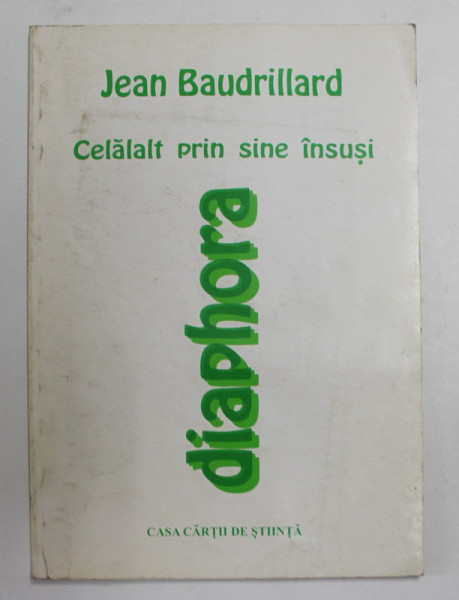 Jean Baudrillard
Celălalt prin sine însuși
diaphora
CASA CĂRȚII DE ȘTIINȚĂ